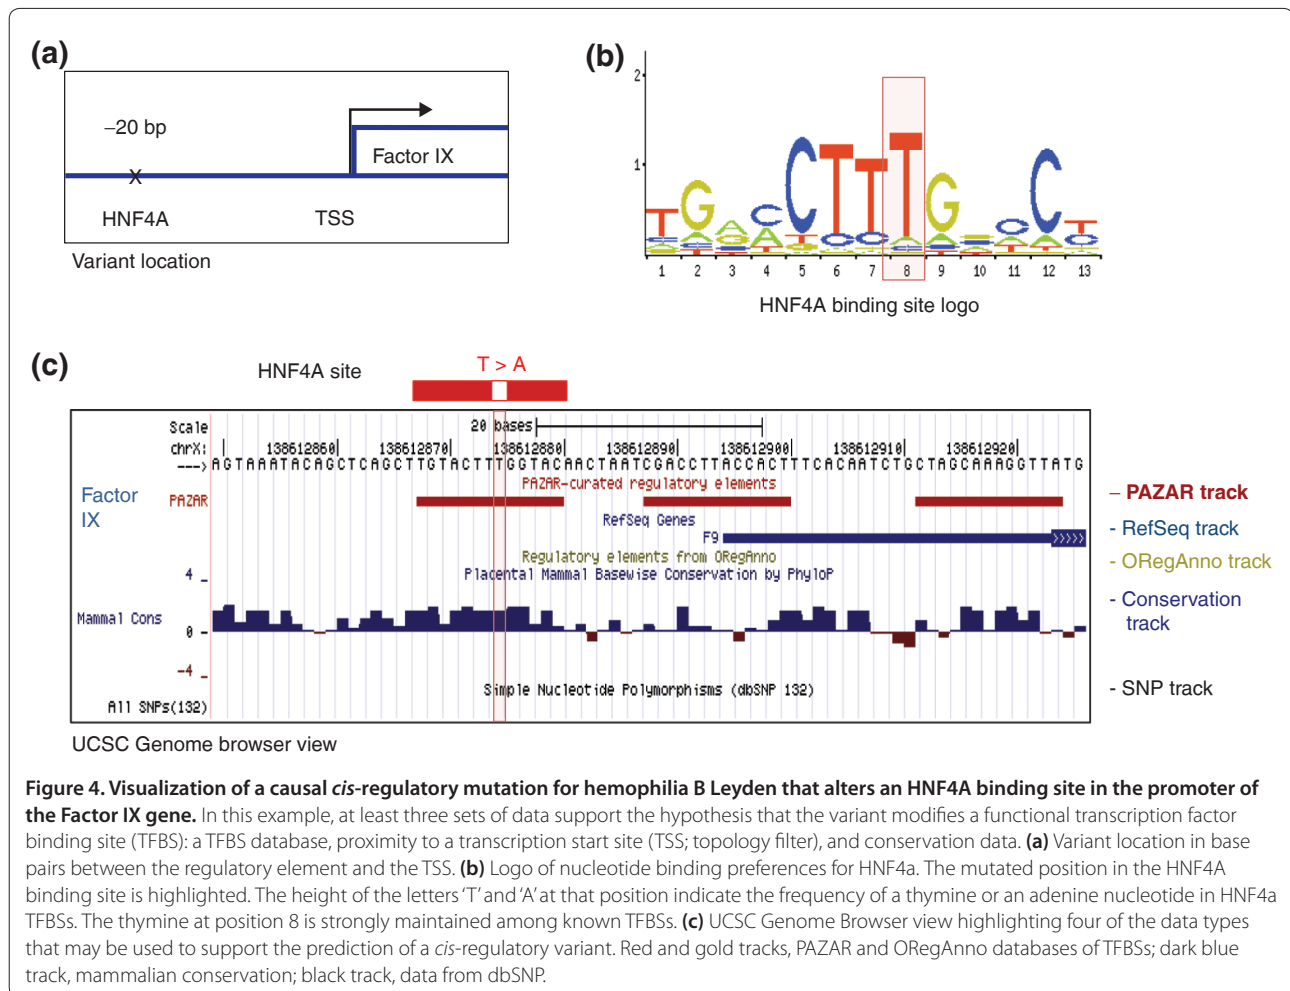 (a)
–20 bp
Factor IX
X
HNF4A
TSS
Variant location
(b)
2
1
1 2 3 4 5 6 7 8 9 10 11 12 13
HNF4A binding site logo
(c)
HNF4A site
T > A
Scale
20 bases
chrX:
138612860| 138612870| 138612880| 138612890| 138612900| 138612910| 138612920|
--->
AGTAAATACAGCTCAGCTTGTACTTTGGTACAACTAATCGACCTTACCACTTTCACAATCTGCTAGCAAAGGTTATG
PAZAR-curated regulatory elements
Factor
IX
PAZAR
RefSeq Genes
F9
Regulatory elements from ORegAnno
4 _
Placental Mammal Basewise Conservation by PhyloP
Mammal Cons
0 -
-4 _
Simple Nucleotide Polymorphisms (dbSNP 132)
All SNPs(132)
– PAZAR track
- RefSeq track
- ORegAnno track
- Conservation
track
- SNP track
UCSC Genome browser view
Figure 4. Visualization of a causal cis-regulatory mutation for hemophilia B Leyden that alters an HNF4A binding site in the promoter of
the Factor IX gene. In this example, at least three sets of data support the hypothesis that the variant modifies a functional transcription factor
binding site (TFBS): a TFBS database, proximity to a transcription start site (TSS; topology filter), and conservation data. (a) Variant location in base
pairs between the regulatory element and the TSS. (b) Logo of nucleotide binding preferences for HNF4a. The mutated position in the HNF4A
binding site is highlighted. The height of the letters 'T' and 'A' at that position indicate the frequency of a thymine or an adenine nucleotide in HNF4a
TFBSs. The thymine at position 8 is strongly maintained among known TFBSs. (c) UCSC Genome Browser view highlighting four of the data types
that may be used to support the prediction of a cis-regulatory variant. Red and gold tracks, PAZAR and ORegAnno databases of TFBSs; dark blue
track, mammalian conservation; black track, data from dbSNP.